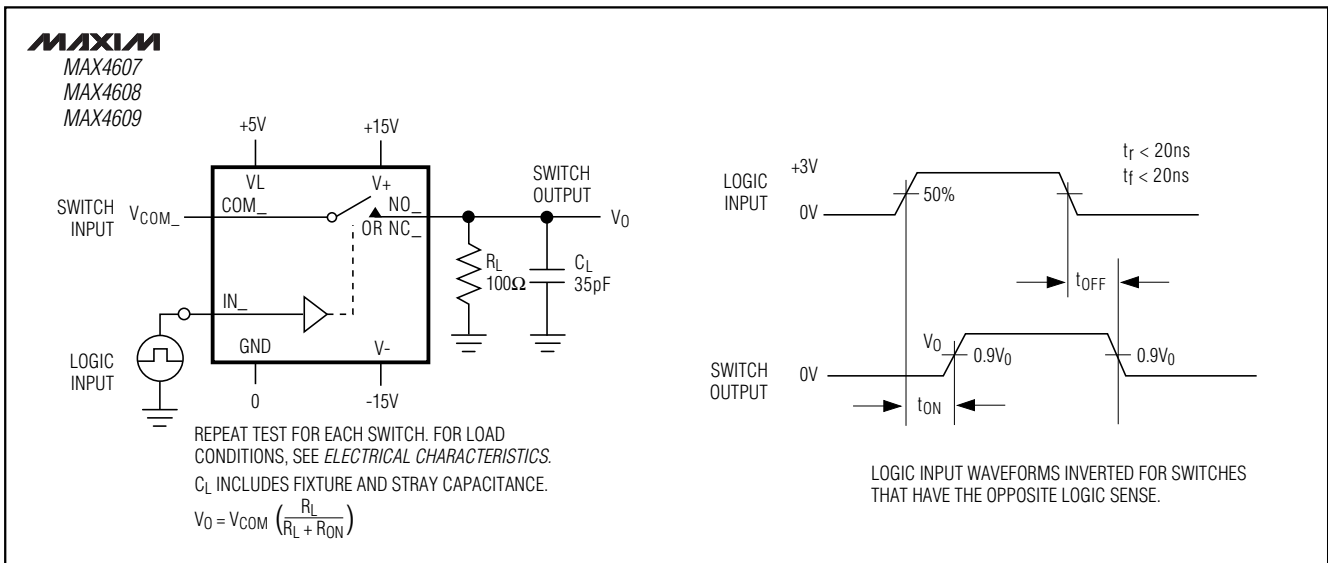 MAXIM
MAX4607
MAX4608
MAX4609
+5V
+15V
VL
V+
SWITCH
OUTPUT
SWITCH
INPUT
VCOM_
COM_
NO_
OR NC_
VO
RL
100Ω
CL
35pF
IN_
GND
V-
LOGIC
INPUT
0
-15V
REPEAT TEST FOR EACH SWITCH. FOR LOAD
CONDITIONS, SEE ELECTRICAL CHARACTERISTICS.
CL INCLUDES FIXTURE AND STRAY CAPACITANCE.
VO = VCOM (RL / RL + RON)
LOGIC
INPUT
+3V
0V
50%
tr < 20ns
tf < 20ns
tOFF
SWITCH
OUTPUT
VO
0V
0.9V0
0.9V0
tON
LOGIC INPUT WAVEFORMS INVERTED FOR SWITCHES
THAT HAVE THE OPPOSITE LOGIC SENSE.